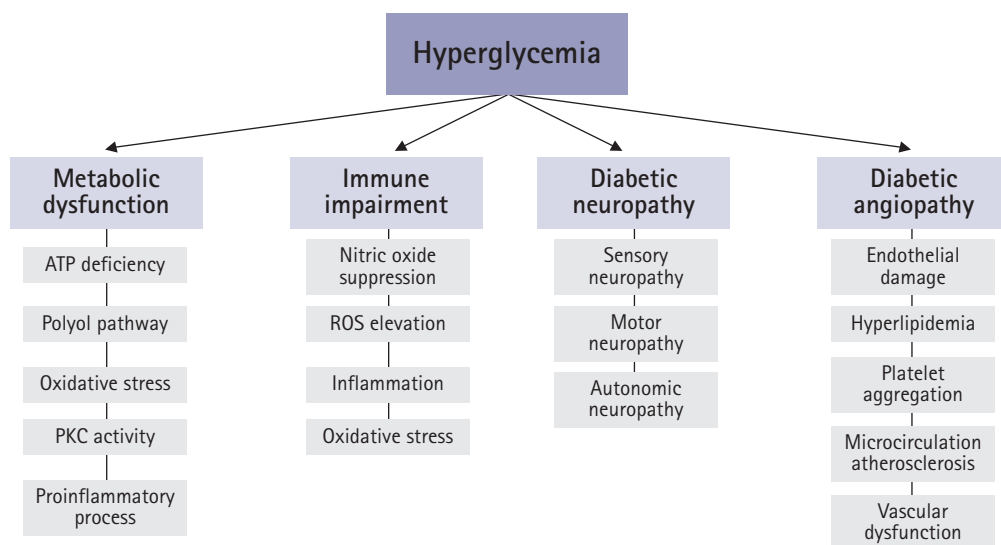 Hyperglycemia
Metabolic
dysfunction
ATP deficiency
Polyol pathway
Oxidative stress
PKC activity
Proinflammatory
process
Immune
impairment
Nitric oxide
suppression
ROS elevation
Inflammation
Oxidative stress
Diabetic
neuropathy
Sensory
neuropathy
Motor
neuropathy
Autonomic
neuropathy
Diabetic
angiopathy
Endothelial
damage
Hyperlipidemia
Platelet
aggregation
Microcirculation
atherosclerosis
Vascular
dysfunction